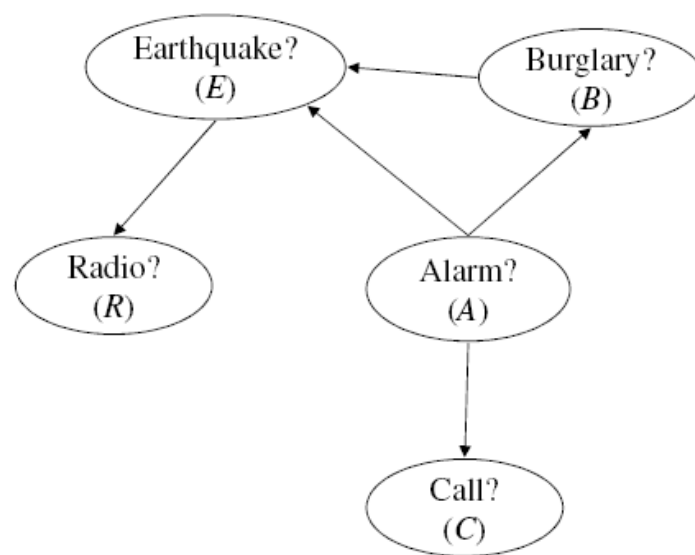 Earthquake?
(E)
Burglary?
(B)
Radio?
(R)
Alarm?
(A)
Call?
(C)